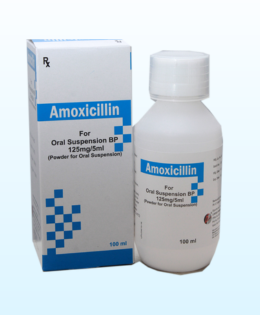 Rx
Amoxicillin
For
Oral Suspension BP
125mg/5ml
(Powder for Oral Suspension)
100 ml
Amoxicillin
For
Oral Suspension BP
125mg/5ml
(Powder for Oral Suspension)
100 ml